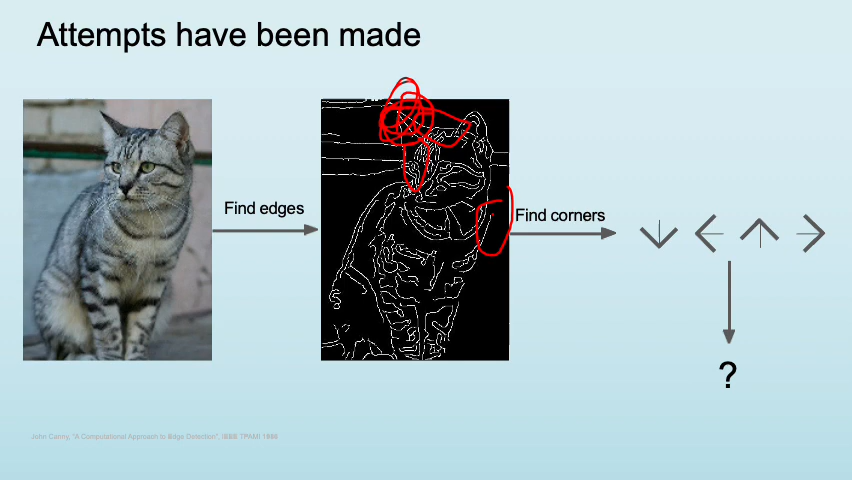 Attempts have been made
Find edges
Find corners
?
John Canny, "A Computational Approach to Edge Detection", IEEE TPAMI 1986